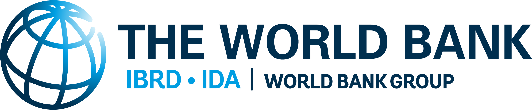 THE WORLD BANK
IBRD • IDA | WORLD BANK GROUP